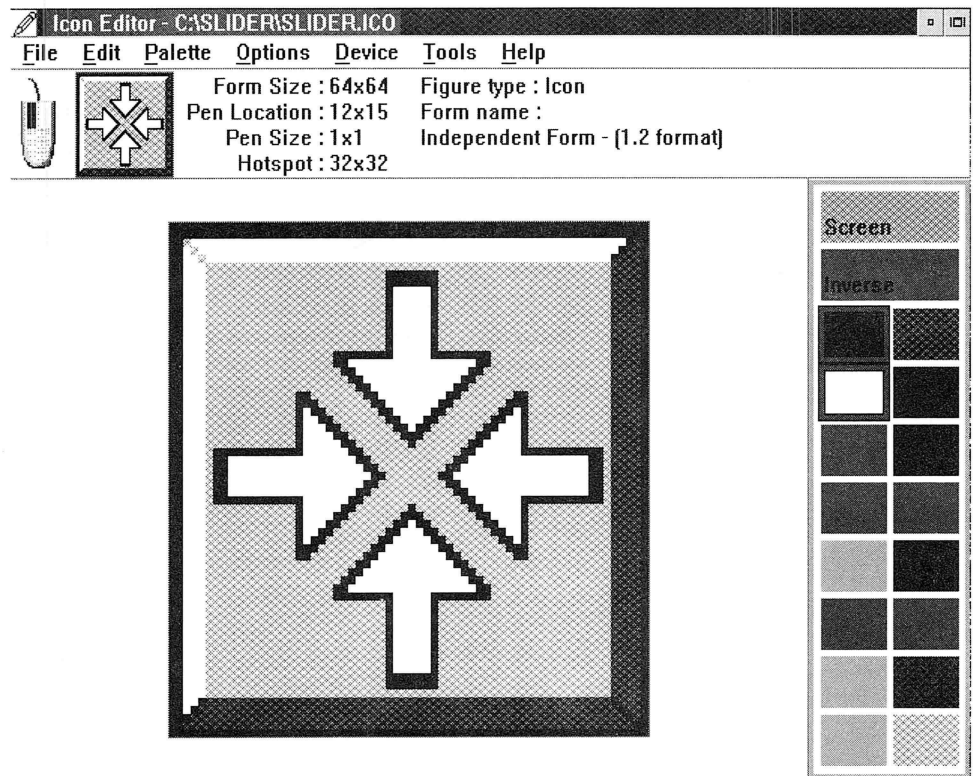 Icon Editor - C:\SLIDER\SLIDER.ICO
File Edit Palette Options Device Tools Help
Form Size : 64x64 Figure type : Icon
Pen Location : 12x15 Form name :
Pen Size : 1x1 Independent Form - (1.2 format)
Hotspot : 32x32
Screen
Inverse